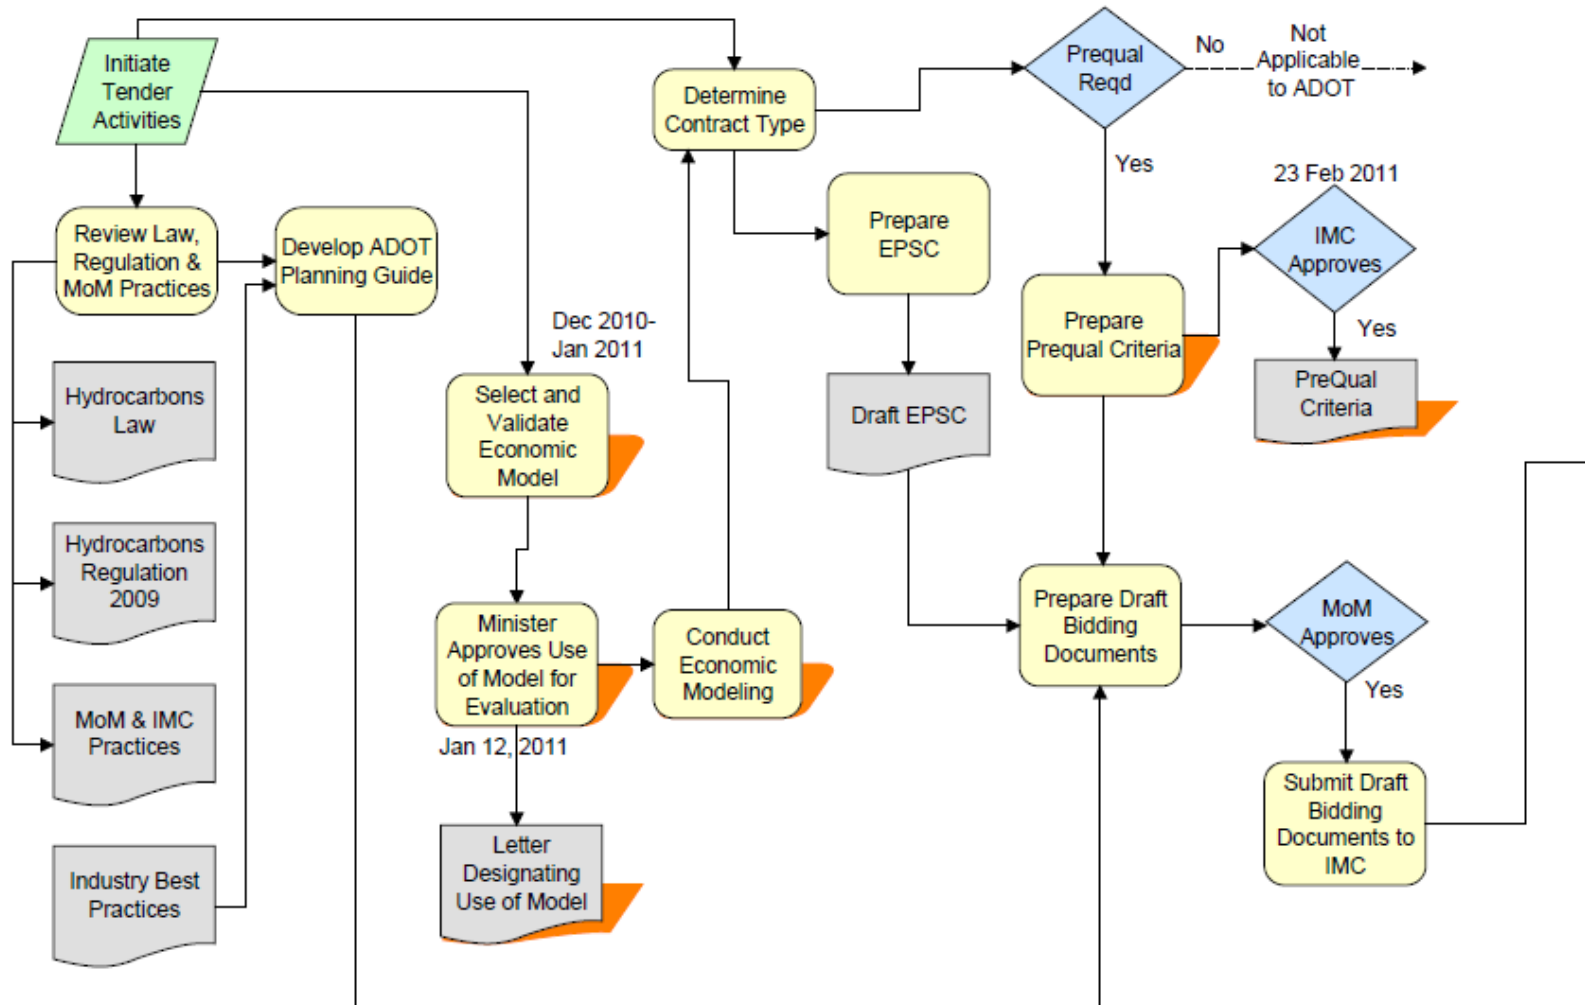 Initiate
Tender
Activities
Review Law,
Regulation &
MoM Practices
Develop ADOT
Planning Guide
Hydrocarbons
Law
Hydrocarbons
Regulation
2009
MoM & IMC
Practices
Industry Best
Practices
Dec 2010-
Jan 2011
Select and
Validate
Economic
Model
Minister
Approves Use
of Model for
Evaluation
Jan 12, 2011
Letter
Designating
Use of Model
Conduct
Economic
Modeling
Determine
Contract Type
Prepare
EPSC
Draft EPSC
Prequal
Reqd
No
Not
Applicable
to ADOT
Yes
Prepare
Prequal Criteria
23 Feb 2011
IMC
Approves
Yes
PreQual
Criteria
Prepare Draft
Bidding
Documents
MoM
Approves
Yes
Submit Draft
Bidding
Documents to
IMC